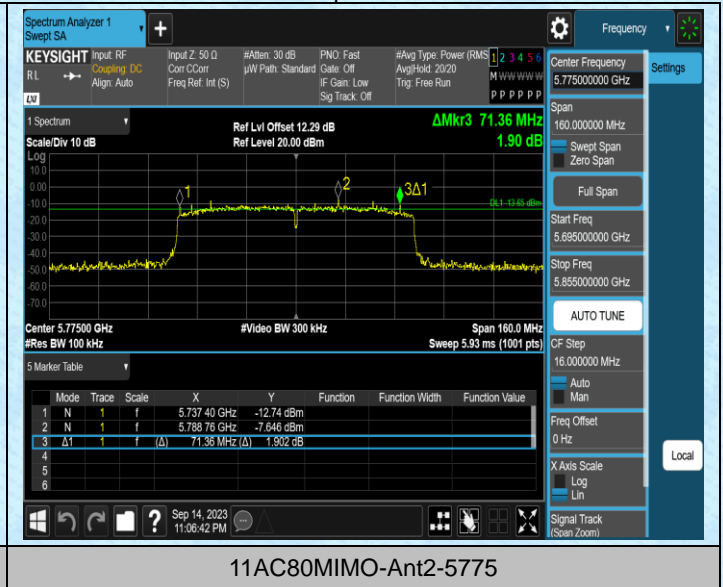 Spectrum Analyzer 1
Swept SA
Frequency
KEYSIGHT
R L
LXI
Input: RF
Coupling: DC
Align: Auto
Input Z: 50 Ω
Corr CCorr
Freq Ref: Int (S)
#Atten: 30 dB
µW Path: Standard
PNO: Fast
Gate: Off
IF Gain: Low
Sig Track: Off
#Avg Type: Power (RMS
Avg|Hold: 20/20
Trig: Free Run
1 2 3 4 5 6
M W W W W W
P P P P P P
1 Spectrum
Scale/Div 10 dB
Ref Lvl Offset 12.29 dB
Ref Level 20.00 dBm
ΔMkr3 71.36 MHz
1.90 dB
Log
10.0
0.00
-10.0
-20.0
-30.0
-40.0
-50.0
-60.0
-70.0
1
2
3Δ1
DL1 -13.65 dBm
Center 5.77500 GHz
#Res BW 100 kHz
#Video BW 300 kHz
Span 160.0 MHz
Sweep 5.93 ms (1001 pts)
5 Marker Table
Mode Trace Scale X Y Function Function Width Function Value
1 N 1 f 5.737 40 GHz -12.74 dBm
2 N 1 f 5.788 76 GHz -7.646 dBm
3 Δ1 1 f (Δ) 71.36 MHz (Δ) 1.902 dB
4
5
6
Center Frequency
5.775000000 GHz
Settings
Span
160.000000 MHz
Swept Span
Zero Span
Full Span
Start Freq
5.695000000 GHz
Stop Freq
5.855000000 GHz
AUTO TUNE
CF Step
16.000000 MHz
Auto
Man
Freq Offset
0 Hz
X Axis Scale
Log
Lin
Signal Track
(Span Zoom)
Local
?
Sep 14, 2023
11:06:42 PM
11AC80MIMO-Ant2-5775